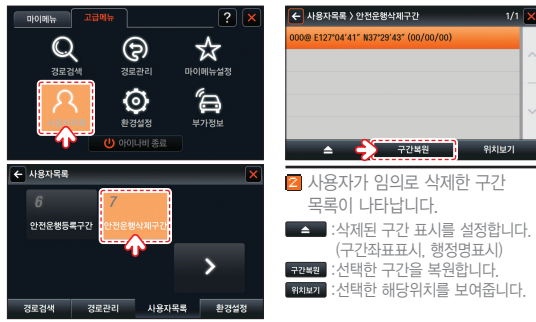 마이메뉴 고급메뉴 ?
경로검색 경로관리 마이메뉴설정
환경설정 부가정보
아이나비 종료
사용자목록
6 7
안전운행등록구간 안전운행삭제구간
경로검색 경로관리 사용자목록 환경설정
사용자목록 〉 안전운행삭제구간 1/1
000@ E127°04'41" N37°29'43" (00/00/00)
구간복원 위치보기
2 사용자가 임의로 삭제한 구간
목록이 나타납니다.
:삭제된 구간 표시를 설정합니다.
(구간좌표표시, 행정명표시)
구간복원 :선택한 구간을 복원합니다.
위치보기 :선택한 해당위치를 보여줍니다.